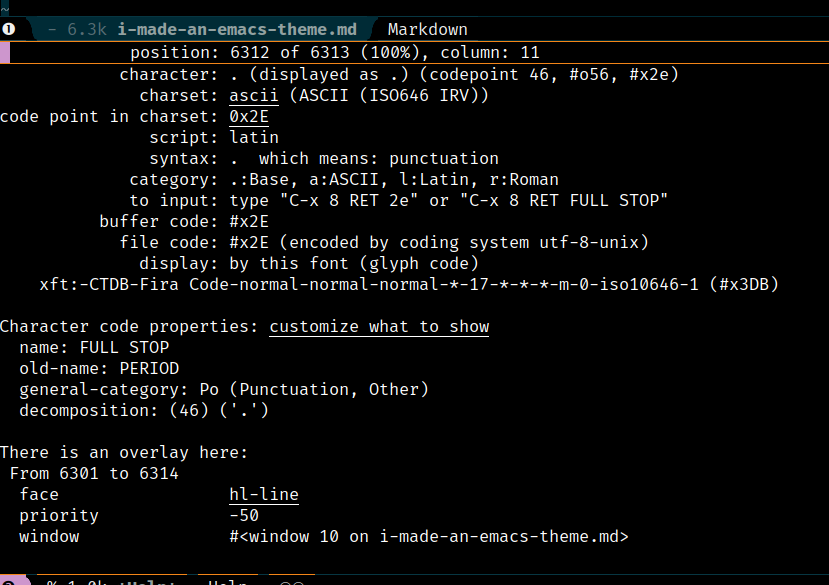 ~
❶ - 6.3k i-made-an-emacs-theme.md Markdown
position: 6312 of 6313 (100%), column: 11
character: . (displayed as .) (codepoint 46, #o56, #x2e)
charset: ascii (ASCII (ISO646 IRV))
code point in charset: 0x2E
script: latin
syntax: .  which means: punctuation
category: .:Base, a:ASCII, l:Latin, r:Roman
to input: type "C-x 8 RET 2e" or "C-x 8 RET FULL STOP"
buffer code: #x2E
file code: #x2E (encoded by coding system utf-8-unix)
display: by this font (glyph code)
xft:-CTDB-Fira Code-normal-normal-normal-*-17-*-*-*-m-0-iso10646-1 (#x3DB)
Character code properties: customize what to show
name: FULL STOP
old-name: PERIOD
general-category: Po (Punctuation, Other)
decomposition: (46) ('.')
There is an overlay here:
From 6301 to 6314
face hl-line
priority -50
window #<window 10 on i-made-an-emacs-theme.md>
% 1.0k *Help* Help